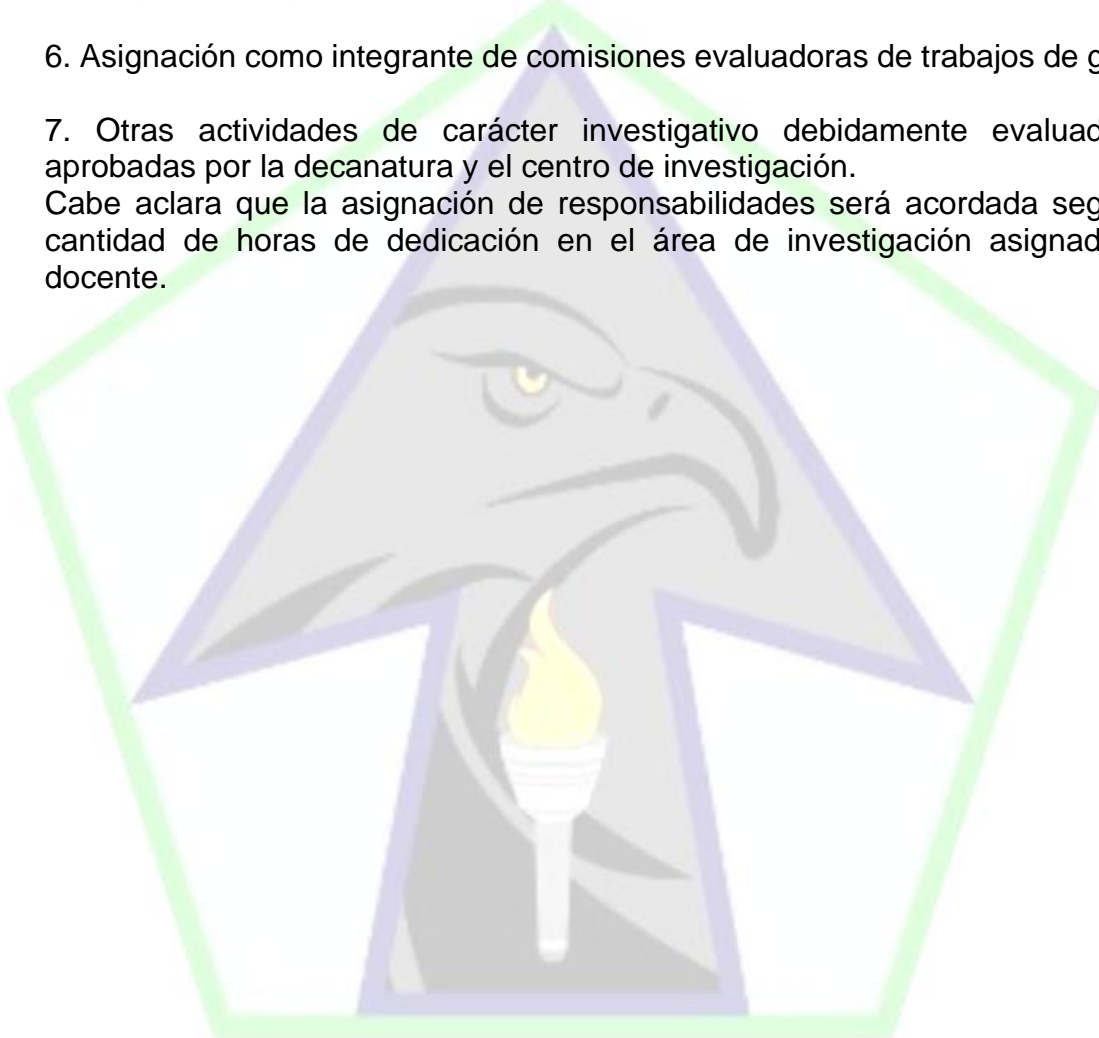 6. Asignación como integrante de comisiones evaluadoras de trabajos de g
7. Otras actividades de carácter investigativo debidamente evaluad
aprobadas por la decanatura y el centro de investigación.
Cabe aclara que la asignación de responsabilidades será acordada seg
cantidad de horas de dedicación en el área de investigación asignad
docente.